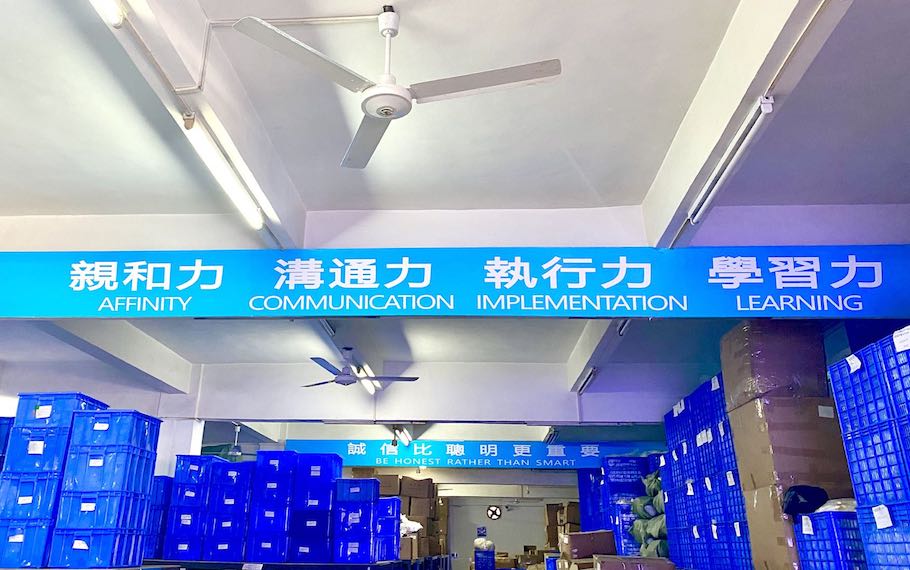 親和力 溝通力 執行力 學習力
AFFINITY COMMUNICATION IMPLEMENTATION LEARNING
誠信比聰明更重要
BE HONEST RATHER THAN SMART